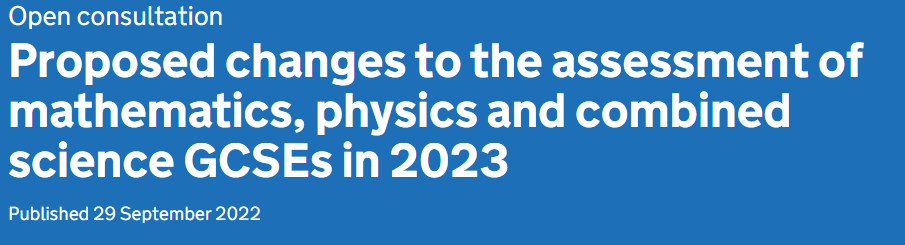 Open consultation
Proposed changes to the assessment of
mathematics, physics and combined
science GCSEs in 2023
Published 29 September 2022